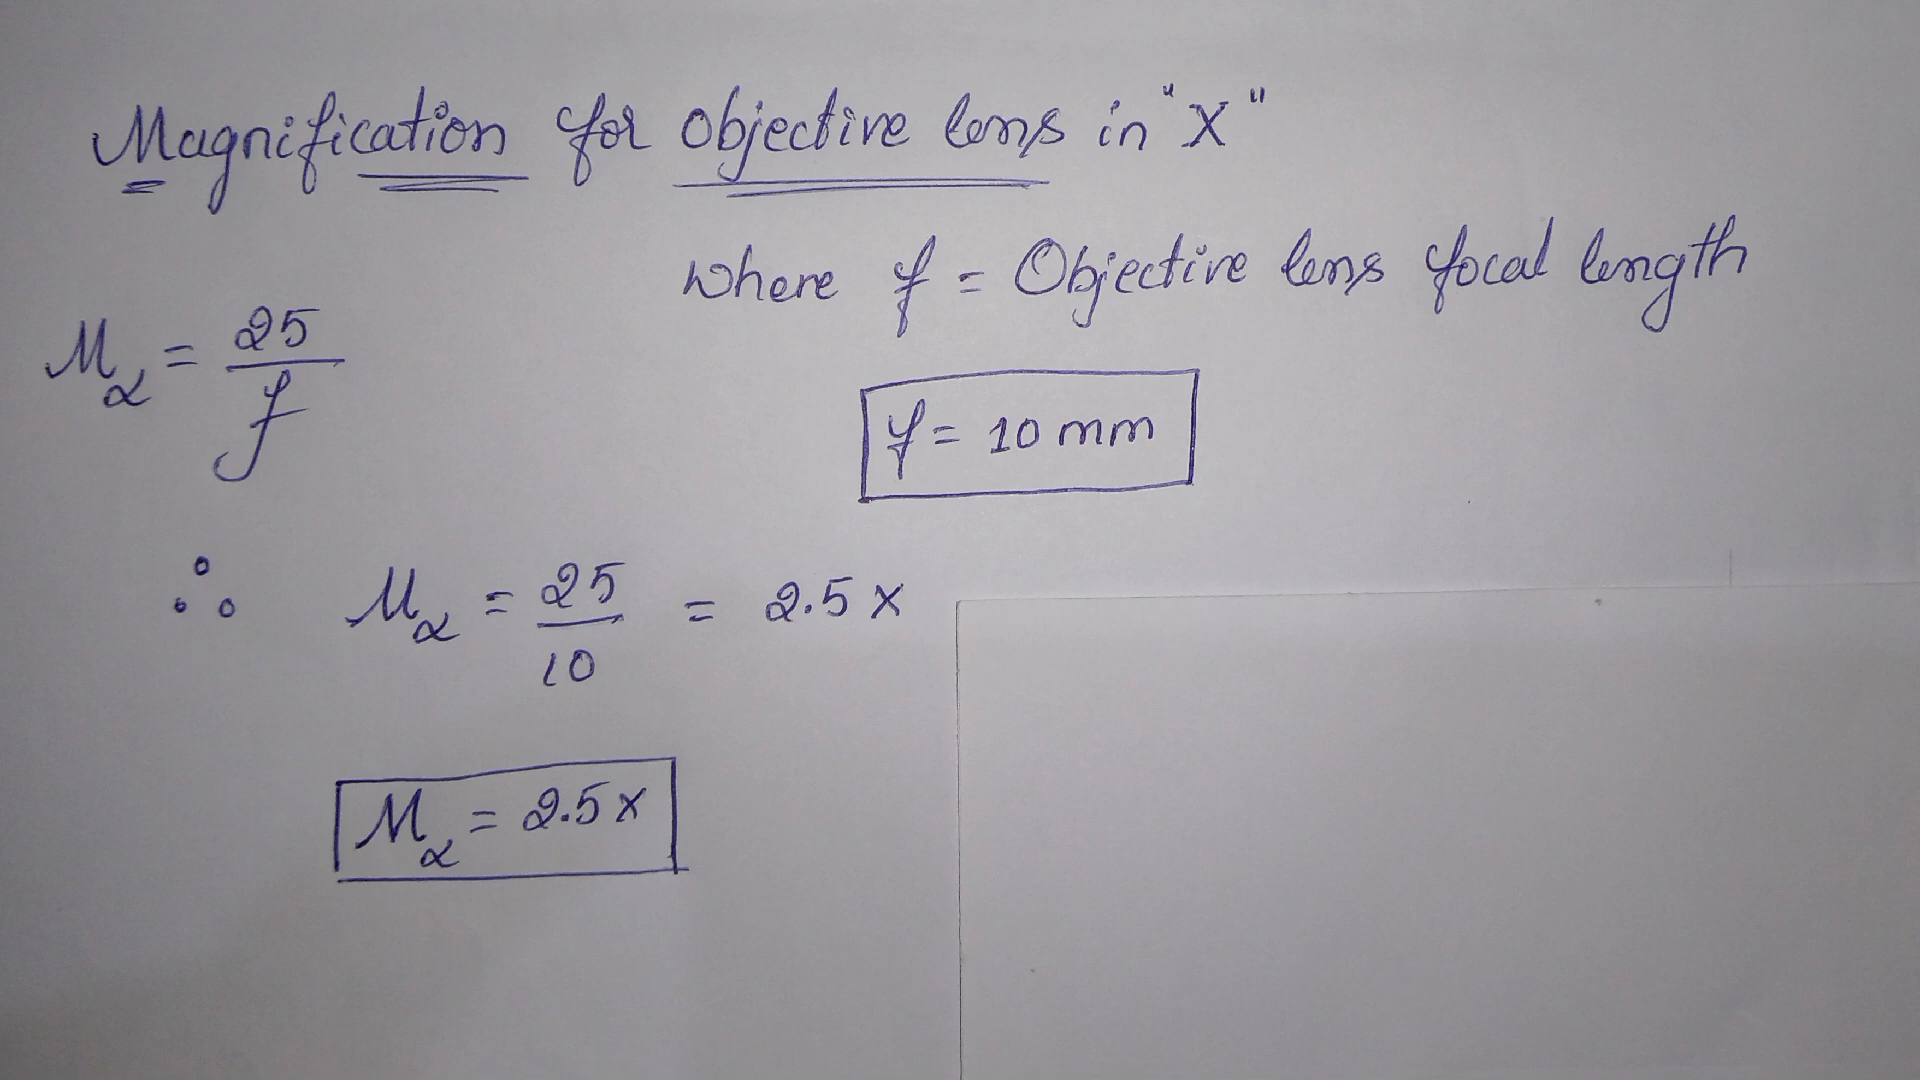 Magnification for objective lens in "X"
where f = Objective lens focal length
Mα = 25/f
f = 10 mm
∴ Mα = 25/10 = 2.5 x
Mα = 2.5 x